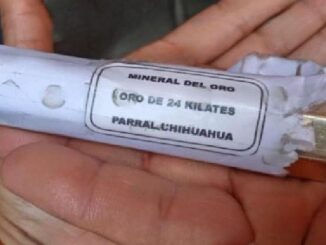 MINERAL DEL ORO
ORO DE 24 KILATES
PARRAL.CHIHUAHUA